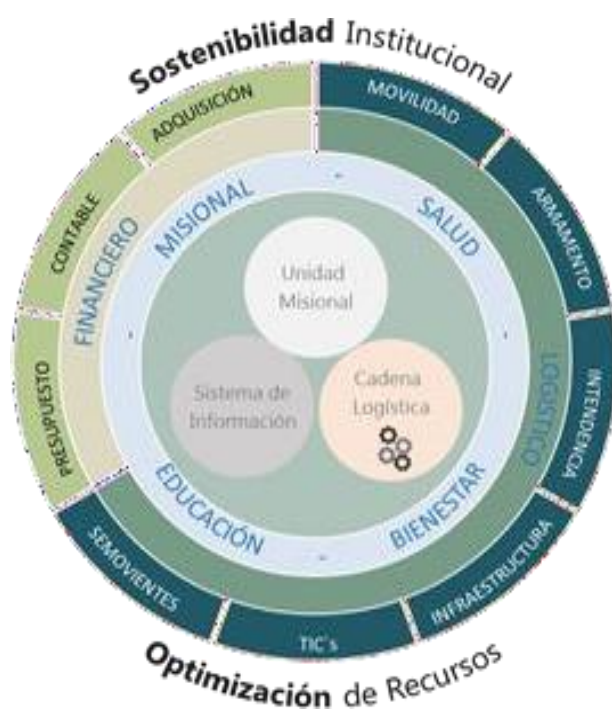 Sostenibilidad Institucional
ADQUISICIÓN
MOVILIDAD
CONTABLE
ARMAMENTO
PRESUPUESTO
INTENDENCIA
SEMOVIENTES
TIC's
INFRAESTRUCTURA
FINANCIERO
LOGÍSTICO
MISIONAL
SALUD
EDUCACIÓN
BIENESTAR
Unidad
Misional
Sistema de
Información
Cadena
Logística
Optimización de Recursos